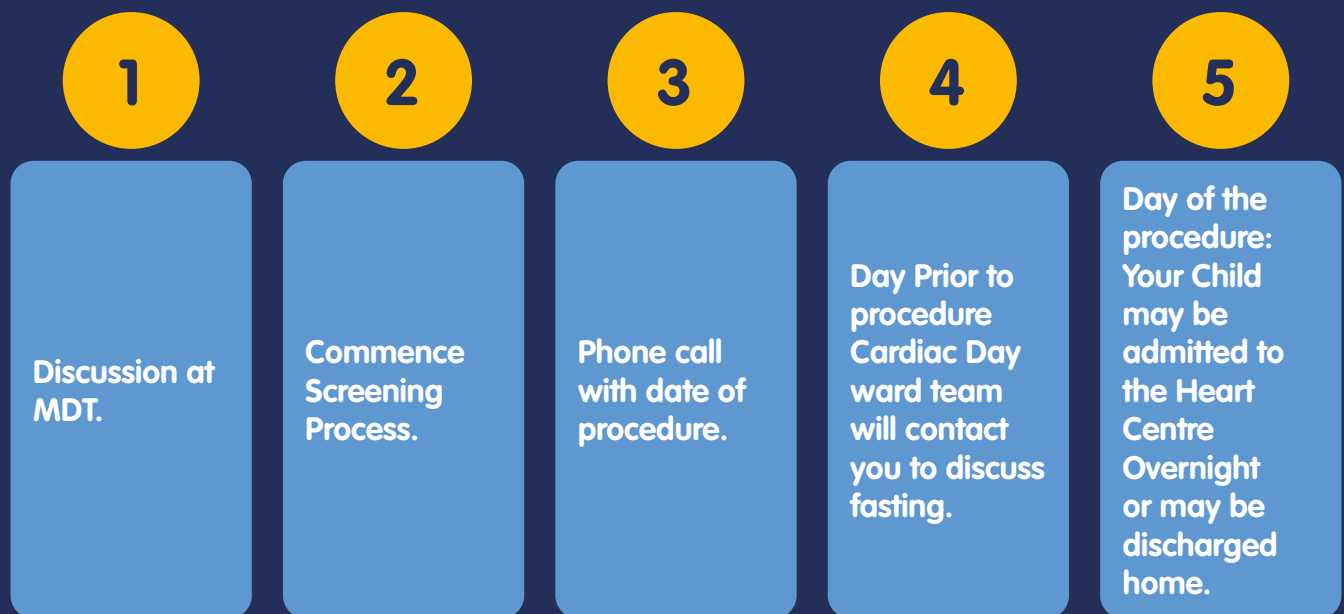 1
Discussion at
MDT.
2
Commence
Screening
Process.
3
Phone call
with date of
procedure.
4
Day Prior to
procedure
Cardiac Day
ward team
will contact
you to discuss
fasting.
5
Day of the
procedure:
Your Child
may be
admitted to
the Heart
Centre
Overnight
or may be
discharged
home.